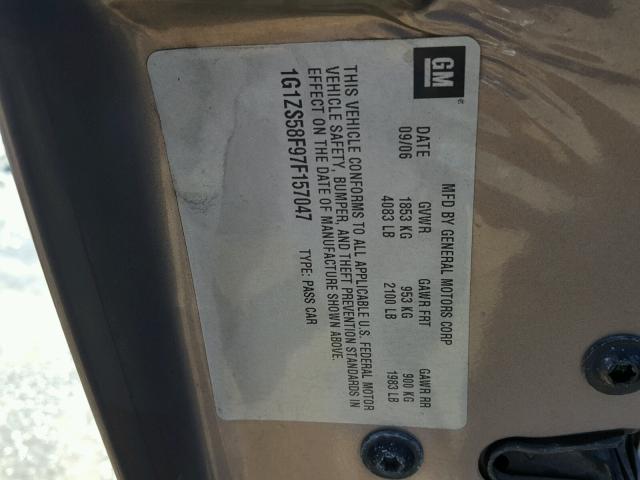 GM
MFD BY GENERAL MOTORS CORP
DATE GVWR GAWR FRT GAWR RR
09/06 1853 KG 953 KG 900 KG
4083 LB 2100 LB 1983 LB
THIS VEHICLE CONFORMS TO ALL APPLICABLE U.S. FEDERAL MOTOR
VEHICLE SAFETY, BUMPER, AND THEFT PREVENTION STANDARDS IN
EFFECT ON THE DATE OF MANUFACTURE SHOWN ABOVE.
1G1ZS58F97F157047 TYPE: PASS CAR